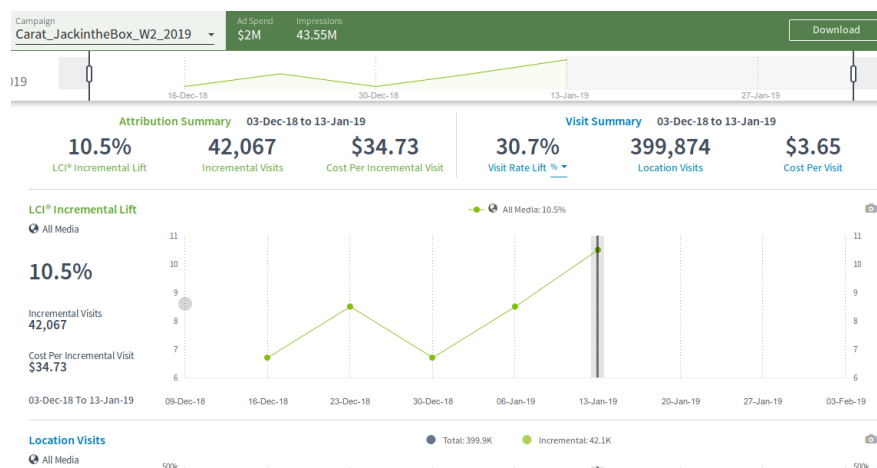 Campaign Ad Spend Impressions
Carat_JackintheBox_W2_2019 $2M 43.55M Download
16-Dec-18 30-Dec-18 13-Jan-19 27-Jan-19
Attribution Summary 03-Dec-18 to 13-Jan-19 Visit Summary 03-Dec-18 to 13-Jan-19
10.5% 42,067 $34.73 30.7% 399,874 $3.65
LCI® Incremental Lift Incremental Visits Cost Per Incremental Visit Visit Rate Lift % Location Visits Cost Per Visit
LCI® Incremental Lift All Media: 10.5%
All Media
11 11
10 10
10.5%
9 9
Incremental Visits
42,067
8 8
Cost Per Incremental Visit
7 7
$34.73
6 6
03-Dec-18 To 13-Jan-19 09-Dec-18 16-Dec-18 23-Dec-18 30-Dec-18 06-Jan-19 13-Jan-19 20-Jan-19 27-Jan-19 03-Feb-19
Location Visits Total: 399.9K Incremental: 42.1K
All Media
500k 500k